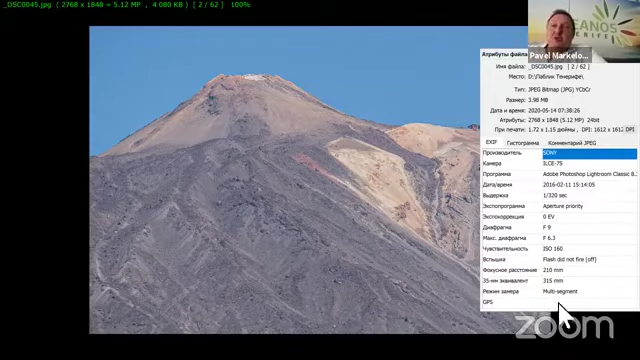 _DSC0045.jpg ( 2768 x 1848 = 5.12 MP , 4 080 KB ) [ 2 / 62 ] 100%
EANOS
ERIFE
Pavel Markelo...
Атрибуты файла
Имя файла: _DSC0045.jpg [ 2 / 62 ]
Место: D:\Паблик Тенерифе\
Тип: JPEG Bitmap (JPG) YCbCr
Размер: 3.98 MB
Дата и время: 2020-05-14 07:38:26
Атрибуты: 2768 x 1848 (5.12 MP) 24bit
При печати: 1.72 x 1.15 дюймы , DPI: 1612 x 1612 DPI
EXIF Гистограмма Комментарий JPEG
Производитель SONY
Камера ILCE-7S
Программа Adobe Photoshop Lightroom Classic 8.
Дата/время 2016-02-11 15:14:05
Выдержка 1/320 sec
Экспопрограмма Aperture priority
Экспокоррекция 0 EV
Диафрагма F 9
Макс. диафрагма F 6.3
Чувствительность ISO 160
Вспышка Flash did not fire (off)
Фокусное расстояние 210 mm
35-мм эквивалент 315 mm
Режим замера Multi-segment
GPS
zoom